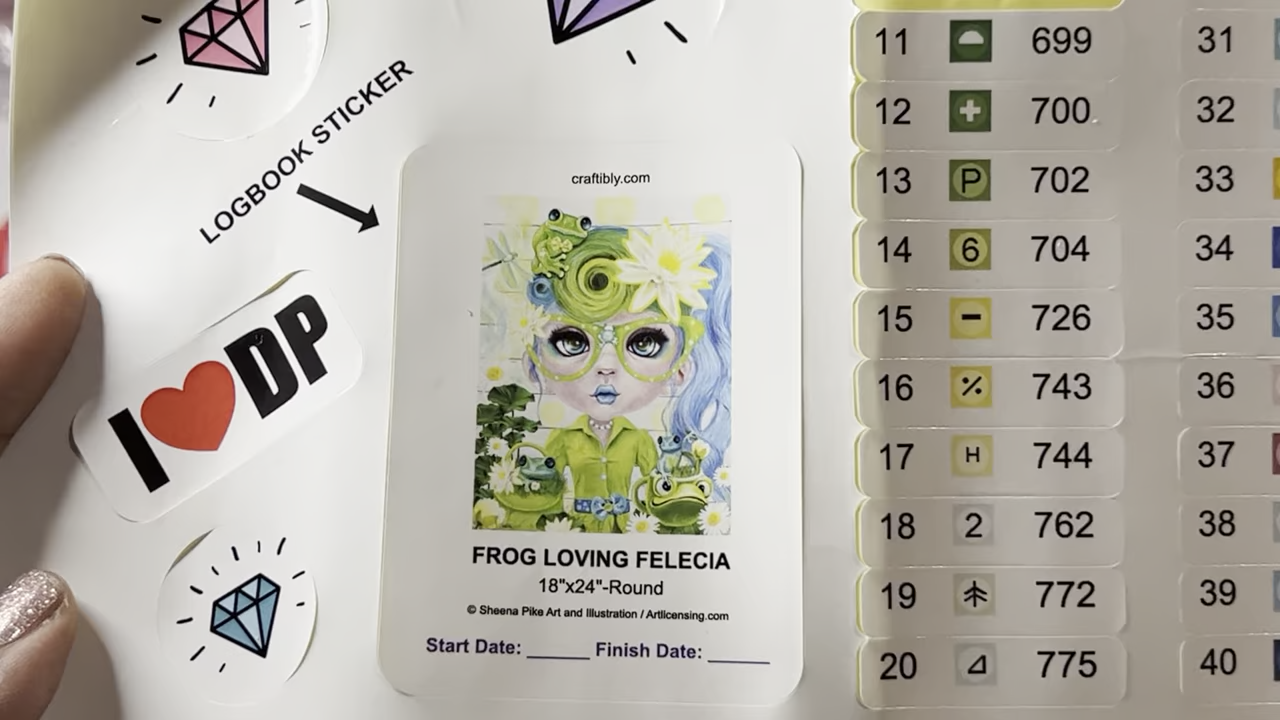 LOGBOOK STICKER
I DP
craftibly.com
FROG LOVING FELECIA
18"x24"-Round
© Sheena Pike Art and Illustration / Artlicensing.com
Start Date: ______ Finish Date: ______
11 699
12 700
13 P 702
14 6 704
15 - 726
16 % 743
17 H 744
18 2 762
19 772
20 775
31
32
33
34
35
36
37
38
39
40